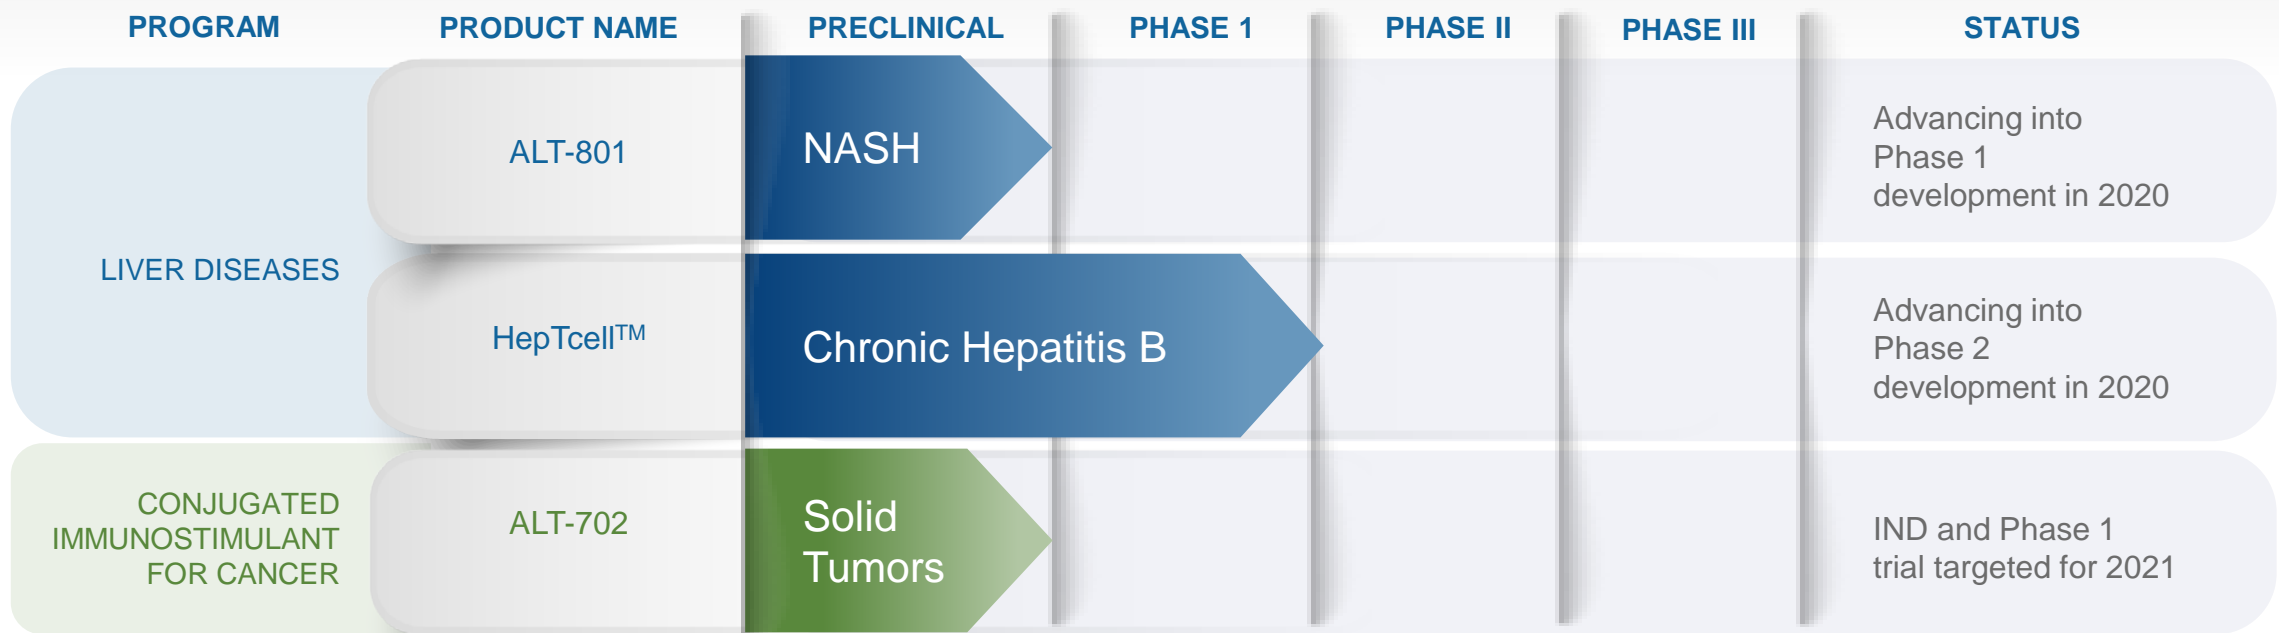 PROGRAM PRODUCT NAME PRECLINICAL PHASE 1 PHASE II PHASE III STATUS
LIVER DISEASES
ALT-801
NASH
Advancing into
Phase 1
development in 2020
HepTcell™
Chronic Hepatitis B
Advancing into
Phase 2
development in 2020
CONJUGATED
IMMUNOSTIMULANT
FOR CANCER
ALT-702
Solid
Tumors
IND and Phase 1
trial targeted for 2021